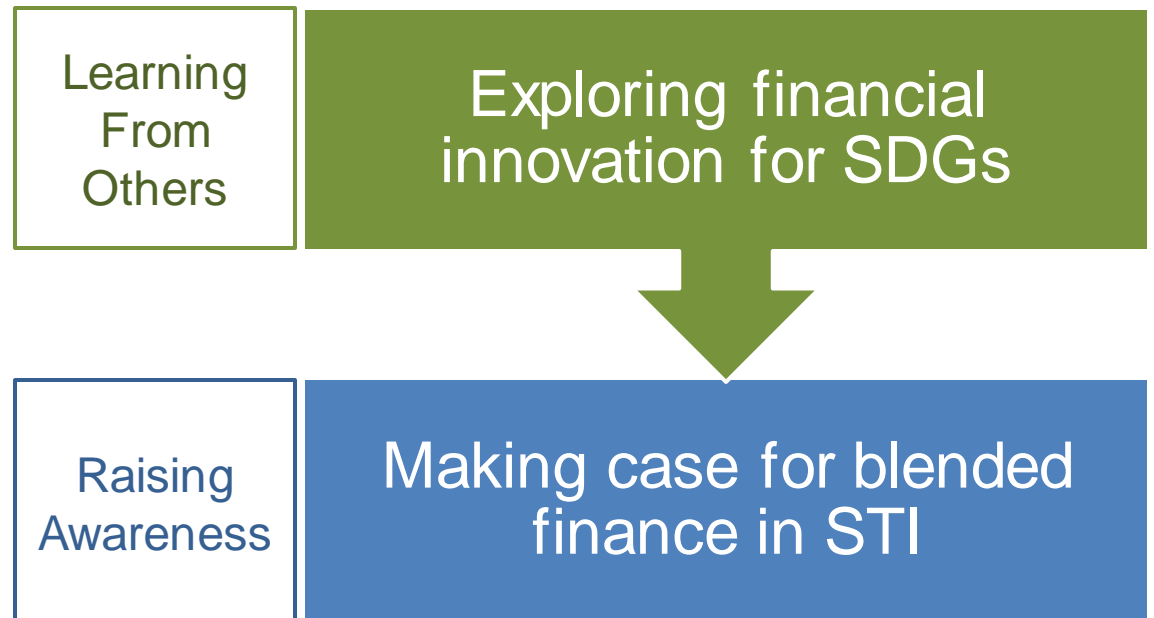 Learning
From
Others
Exploring financial
innovation for SDGs
Raising
Awareness
Making case for blended
finance in STI